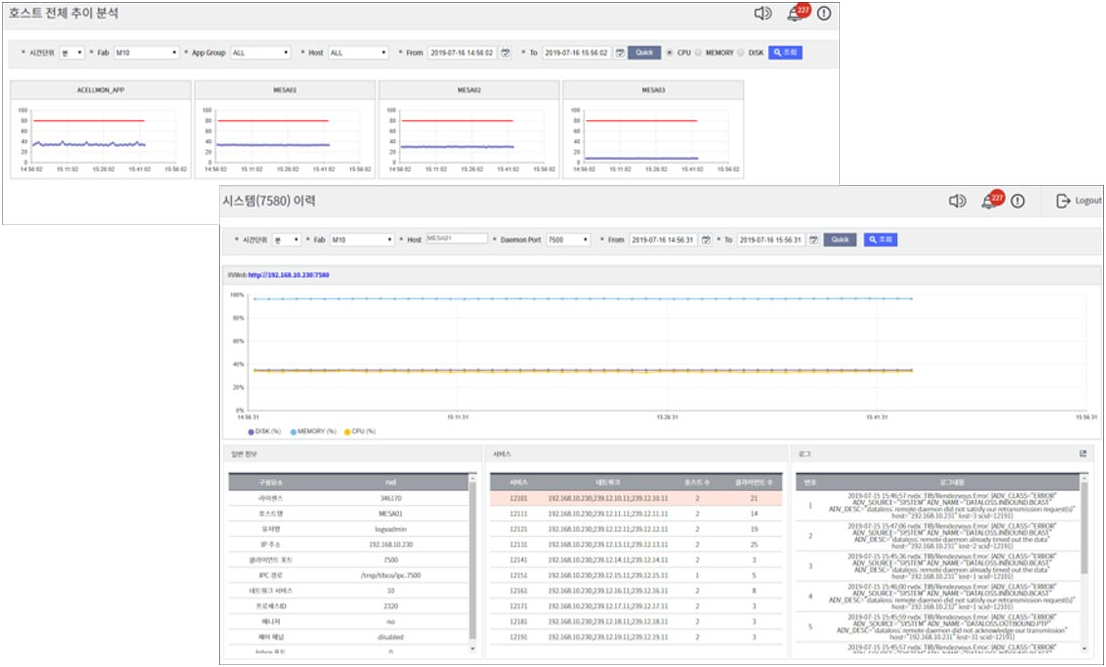 호스트 전체 추이 분석
227
* 시간단위 분 * Fab M10 * App Group ALL * Host ALL * From 2019-07-16 14:56:02 * To 2019-07-16 15:56:02 Quick CPU MEMORY DISK 조회
ACELLMON_APP MESA01 MESA02 MESA03
100 100 100 100
80 80 80 80
60 60 60 60
40 40 40 40
20 20 20 20
0 0 0 0
14:56:02 15:11:02 15:26:02 15:41:02 15:56:02 14:56:02 15:11:02 15:26:02 15:41:02 15:56:02 14:56:02 15:11:02 15:26:02 15:41:02 15:56:02 14:56:02 15:11:02 15:26:02 15:41:02 15:56:02
시스템(7580) 이력
227 Logout
* 시간단위 분 * Fab M10 * Host MESA01 * Daemon Port 7500 * From 2019-07-16 14:56:31 * To 2019-07-16 15:56:31 Quick 조회
http://192.168.10.230:7580
100%
80%
60%
40%
20%
0%
14:56:31 15:11:31 15:26:31 15:41:31 15:56:31
DISK (%) MEMORY (%) CPU (%)
일반 정보 서비스 로그
구성요소 rvd
라이센스 346170
호스트명 MESA01
유저명 logvadmin
IP 주소 192.168.10.230
클라이언트 포트 7500
IPC 경로 /tmp/tibco/ipc.7500
네트워크 서비스 10
프로세스ID 2320
매니저 no
제어 채널 disabled
Inbox 포트 0
서비스 네트워크 호스트 수 클라이언트 수
12101 192.168.10.230;239.12.10.11;239.12.10.11 2 21
12111 192.168.10.230;239.12.11.11;239.12.11.11 2 14
12121 192.168.10.230;239.12.12.11;239.12.12.11 2 19
12131 192.168.10.230;239.12.13.11;239.12.13.11 2 25
12141 192.168.10.230;239.12.14.11;239.12.14.11 2 3
12151 192.168.10.230;239.12.15.11;239.12.15.11 1 5
12161 192.168.10.230;239.12.16.11;239.12.16.11 2 8
12171 192.168.10.230;239.12.17.11;239.12.17.11 2 3
12181 192.168.10.230;239.12.18.11;239.12.18.11 2 3
12191 192.168.10.230;239.12.19.11;239.12.19.11 2 3
번호 로그내용
1 2019-07-15 15:46:57 rvdx: TIB/Rendezvous Error: [ADV_CLASS="ERROR"
ADV_SOURCE="SYSTEM" ADV_NAME="DATALOSS.INBOUND.BCAST"
ADV_DESC="dataloss: remote daemon did not satisfy our retransmission request(s)"
host="192.168.10.231" lost=3 scid=12191]
2 2019-07-15 15:47:06 rvdx: TIB/Rendezvous Error: [ADV_CLASS="ERROR"
ADV_SOURCE="SYSTEM" ADV_NAME="DATALOSS.INBOUND.BCAST"
ADV_DESC="dataloss: remote daemon already timed out the data"
host="192.168.10.231" lost=2 scid=12191]
3 2019-07-15 15:45:36 rvdx: TIB/Rendezvous Error: [ADV_CLASS="ERROR"
ADV_SOURCE="SYSTEM" ADV_NAME="DATALOSS.INBOUND.BCAST"
ADV_DESC="dataloss: remote daemon already timed out the data"
host="192.168.10.231" lost=1 scid=12101]
4 2019-07-15 15:46:00 rvdx: TIB/Rendezvous Error: [ADV_CLASS="ERROR"
ADV_SOURCE="SYSTEM" ADV_NAME="DATALOSS.INBOUND.BCAST"
ADV_DESC="dataloss: remote daemon did not satisfy our retransmission request(s)"
host="192.168.10.232" lost=1 scid=12101]
5 2019-07-15 15:45:59 rvdx: TIB/Rendezvous Error: [ADV_CLASS="ERROR"
ADV_SOURCE="SYSTEM" ADV_NAME="DATALOSS.OUTBOUND.PTP"
ADV_DESC="dataloss: remote daemon did not acknowledge our transmission"
host="192.168.10.231" lost=31 scid=12191]
2019-07-15 15:45:57 rvdx: TIB/Rendezvous Error: [ADV_CLASS="ERROR"